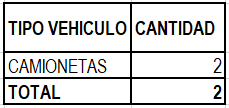 TIPO VEHICULO CANTIDAD
CAMIONETAS 2
TOTAL 2